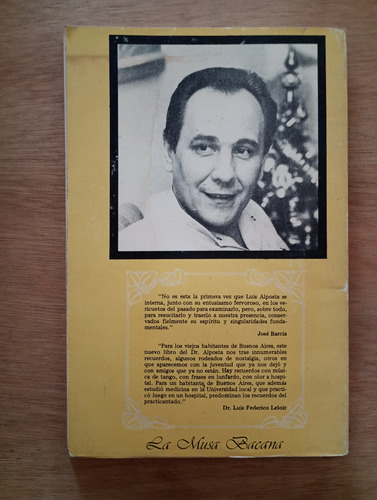 "No es esta la primera vez que Luis Alposta se
interna, junto con su entusiasmo fervoroso, en los ve-
ricuetos del pasado para examinarlo, pero, sobre todo,
para resucitarlo y traerlo a nuestra presencia, conser-
vados fielmente su espíritu y singularidades funda-
mentales."
José Barcia
"Para los viejos habitantes de Buenos Aires, este
nuevo libro del Dr. Alposta nos trae innumerables
recuerdos, algunos rodeados de nostalgia, otros en
que aparecemos con la juventud que ya nos dejó y
con amigos que ya no están. Hay recuerdos con músi-
ca de tango, con frases en lunfardo, con olor a hospi-
tal. Para un habitante de Buenos Aires, que además
estudió medicina en la Universidad local y que practi-
có luego en un hospital, predominan los recuerdos del
practicantado."
Dr. Luis Federico Leloir
La Musa Bacana